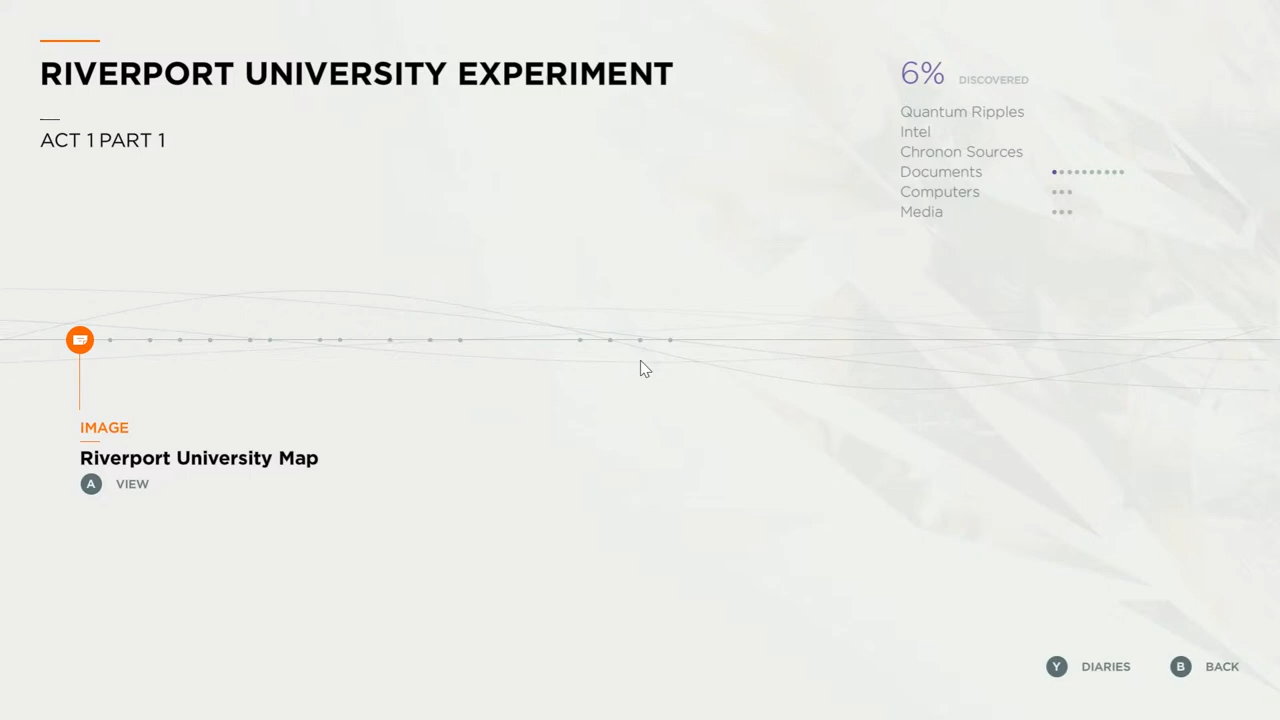 RIVERPORT UNIVERSITY EXPERIMENT
ACT 1 PART 1
6% DISCOVERED
Quantum Ripples
Intel
Chronon Sources
Documents
Computers
Media
IMAGE
Riverport University Map
A VIEW
Y DIARIES B BACK